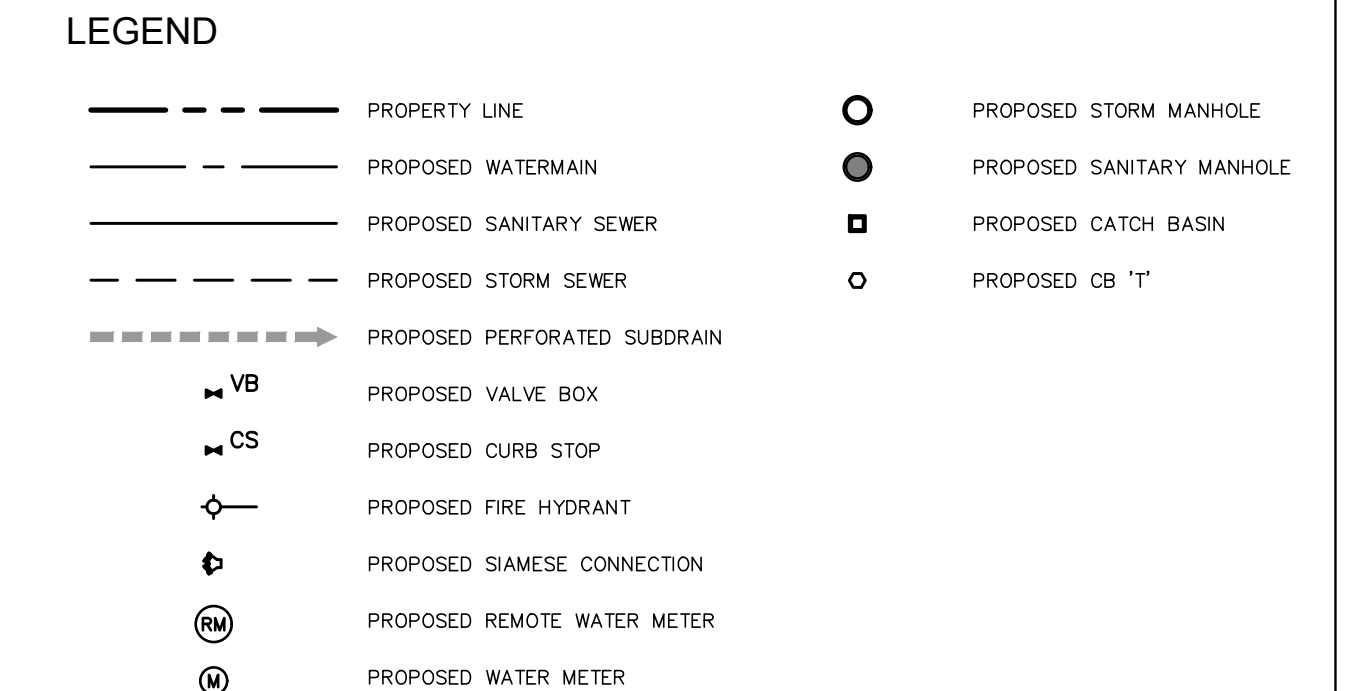 LEGEND
PROPERTY LINE
PROPOSED WATERMAIN
PROPOSED SANITARY SEWER
PROPOSED STORM SEWER
PROPOSED PERFORATED SUBDRAIN
VB PROPOSED VALVE BOX
CS PROPOSED CURB STOP
PROPOSED FIRE HYDRANT
PROPOSED SIAMESE CONNECTION
RM PROPOSED REMOTE WATER METER
M PROPOSED WATER METER
PROPOSED STORM MANHOLE
PROPOSED SANITARY MANHOLE
PROPOSED CATCH BASIN
PROPOSED CB 'T'